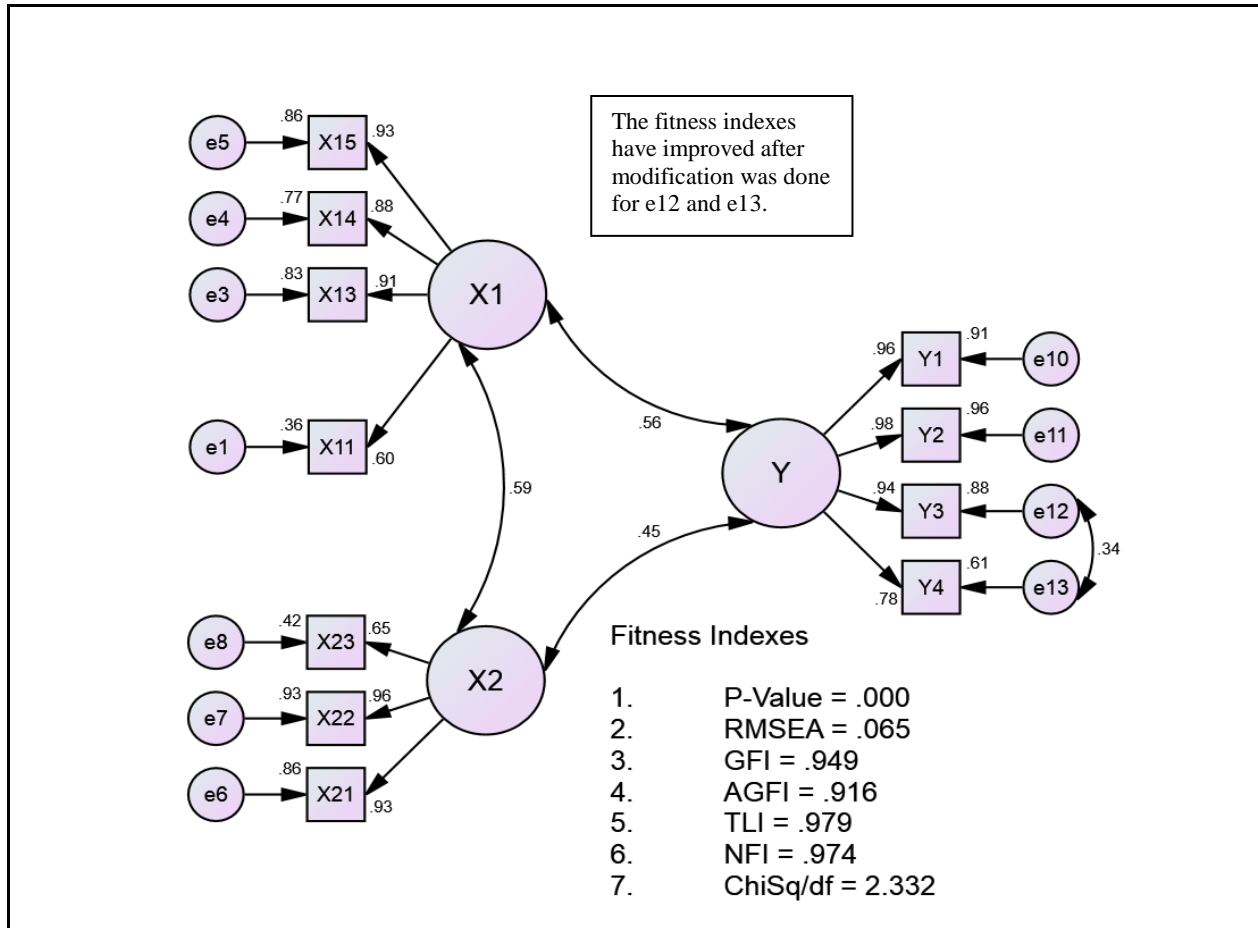 The fitness indexes
have improved after
modification was done
for e12 and e13.
e5
.86
X15
.93
e4
.77
X14
.88
e3
.83
X13
.91
X1
e1
.36
X11
.60
.59
.56
.45
Y
.96
Y1
.91
e10
.98
Y2
.96
e11
.94
Y3
.88
e12
.78
Y4
.61
e13
.34
e8
.42
X23
.65
e7
.93
X22
.96
X2
e6
.86
X21
.93
Fitness Indexes
1. P-Value = .000
2. RMSEA = .065
3. GFI = .949
4. AGFI = .916
5. TLI = .979
6. NFI = .974
7. ChiSq/df = 2.332